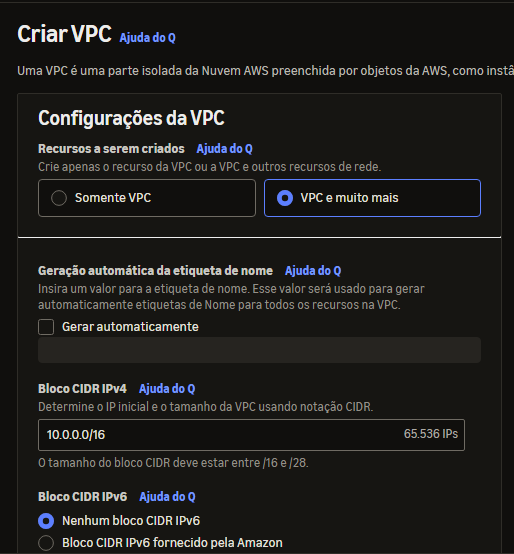 Criar VPC Ajuda do Q
Uma VPC é uma parte isolada da Nuvem AWS preenchida por objetos da AWS, como
Configurações da VPC
Recursos a serem criados Ajuda do Q
Crie apenas o recurso da VPC ou a VPC e outros recursos de rede.
Somente VPC
VPC e muito mais
Geração automática da etiqueta de nome Ajuda do Q
Insira um valor para a etiqueta de nome. Esse valor será usado para gerar
automaticamente etiquetas de Nome para todos os recursos na VPC.
Gerar automaticamente
Bloco CIDR IPv4 Ajuda do Q
Determine o IP inicial e o tamanho da VPC usando notação CIDR.
10.0.0.0/16 65.536 IPs
O tamanho do bloco CIDR deve estar entre /16 e /28.
Bloco CIDR IPv6 Ajuda do Q
Nenhum bloco CIDR IPv6
Bloco CIDR IPv6 fornecido pela Amazon